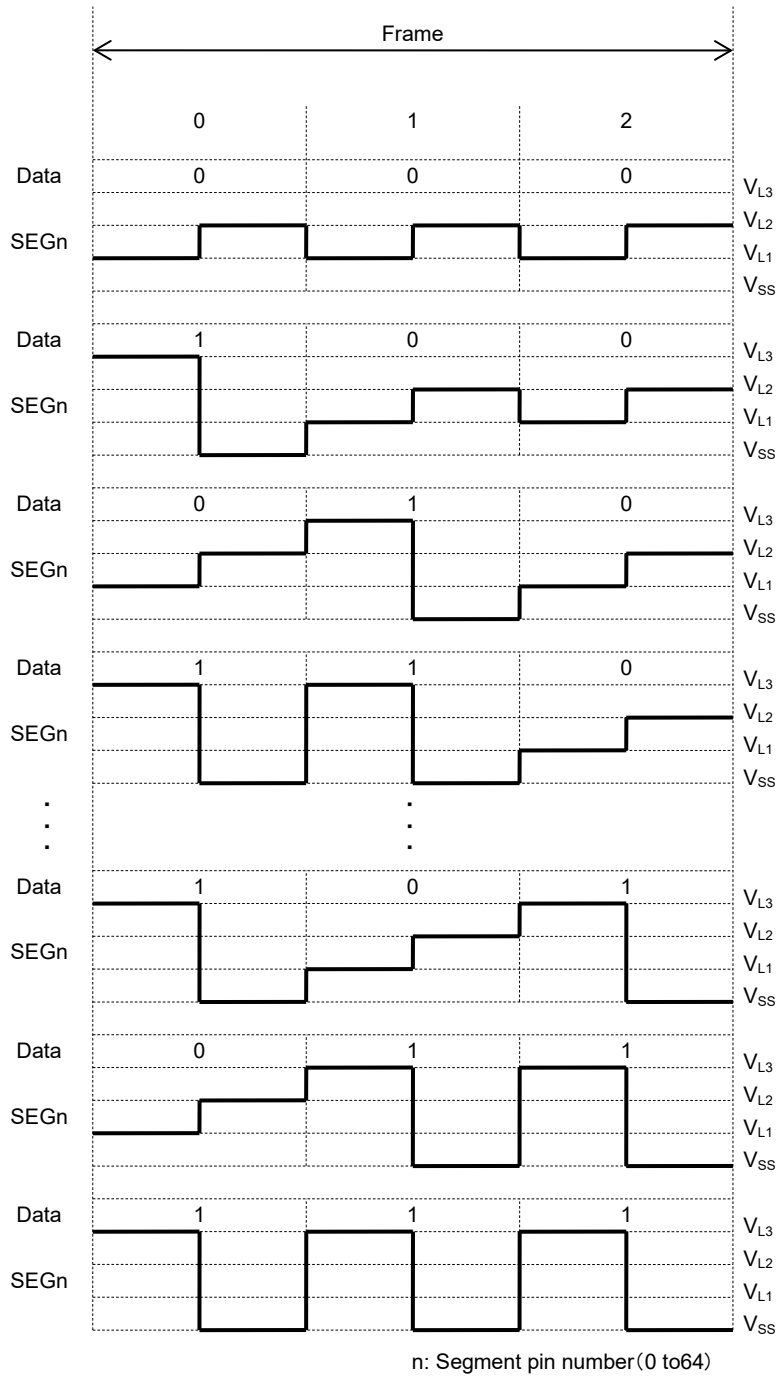 Frame
0 1 2
Data 0 0 0
VL3
SEGn VL2
VL1
VSS
Data 1 0 0
VL3
SEGn VL2
VL1
VSS
Data 0 1 0
VL3
SEGn VL2
VL1
VSS
Data 1 1 0
VL3
SEGn VL2
VL1
VSS
Data 1 0 1
VL3
SEGn VL2
VL1
VSS
Data 0 1 1
VL3
SEGn VL2
VL1
VSS
Data 1 1 1
VL3
SEGn VL2
VL1
VSS
n: Segment pin number(0 to64)